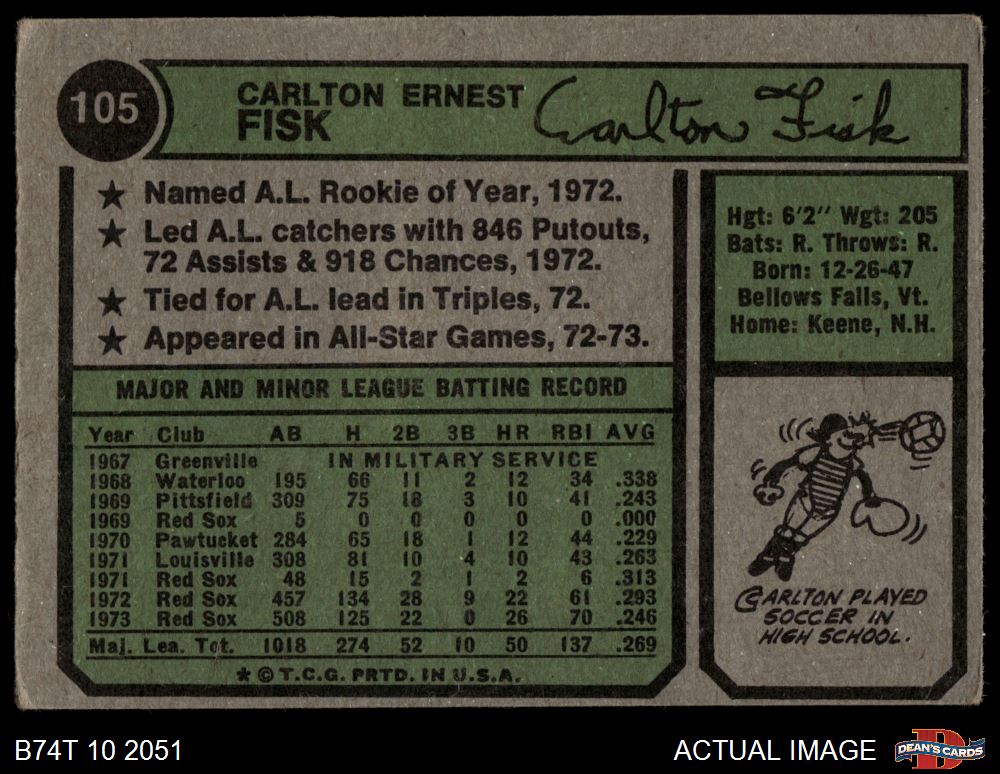 105
CARLTON ERNEST
FISK
Carlton Fisk
★ Named A.L. Rookie of Year, 1972.
★ Led A.L. catchers with 846 Putouts,
72 Assists & 918 Chances, 1972.
★ Tied for A.L. lead in Triples, 72.
★ Appeared in All-Star Games, 72-73.
Hgt: 6'2" Wgt: 205
Bats: R. Throws: R.
Born: 12-26-47
Bellows Falls, Vt.
Home: Keene, N.H.
MAJOR AND MINOR LEAGUE BATTING RECORD
Year Club AB H 2B 3B HR RBI AVG
1967 Greenville IN MILITARY SERVICE
1968 Waterloo 195 66 11 2 12 34 .338
1969 Pittsfield 309 75 18 3 10 41 .243
1969 Red Sox 5 0 0 0 0 0 .000
1970 Pawtucket 284 65 18 1 12 44 .229
1971 Louisville 308 81 10 4 10 43 .263
1971 Red Sox 48 15 2 1 2 6 .313
1972 Red Sox 457 134 28 9 22 61 .293
1973 Red Sox 508 125 22 0 26 70 .246
Maj. Lea. Tot. 1018 274 52 10 50 137 .269
* © T.C.G. PRTD. IN U.S.A.
CARLTON PLAYED
SOCCER IN
HIGH SCHOOL.
B74T 10 2051
ACTUAL IMAGE
DEAN'S CARDS